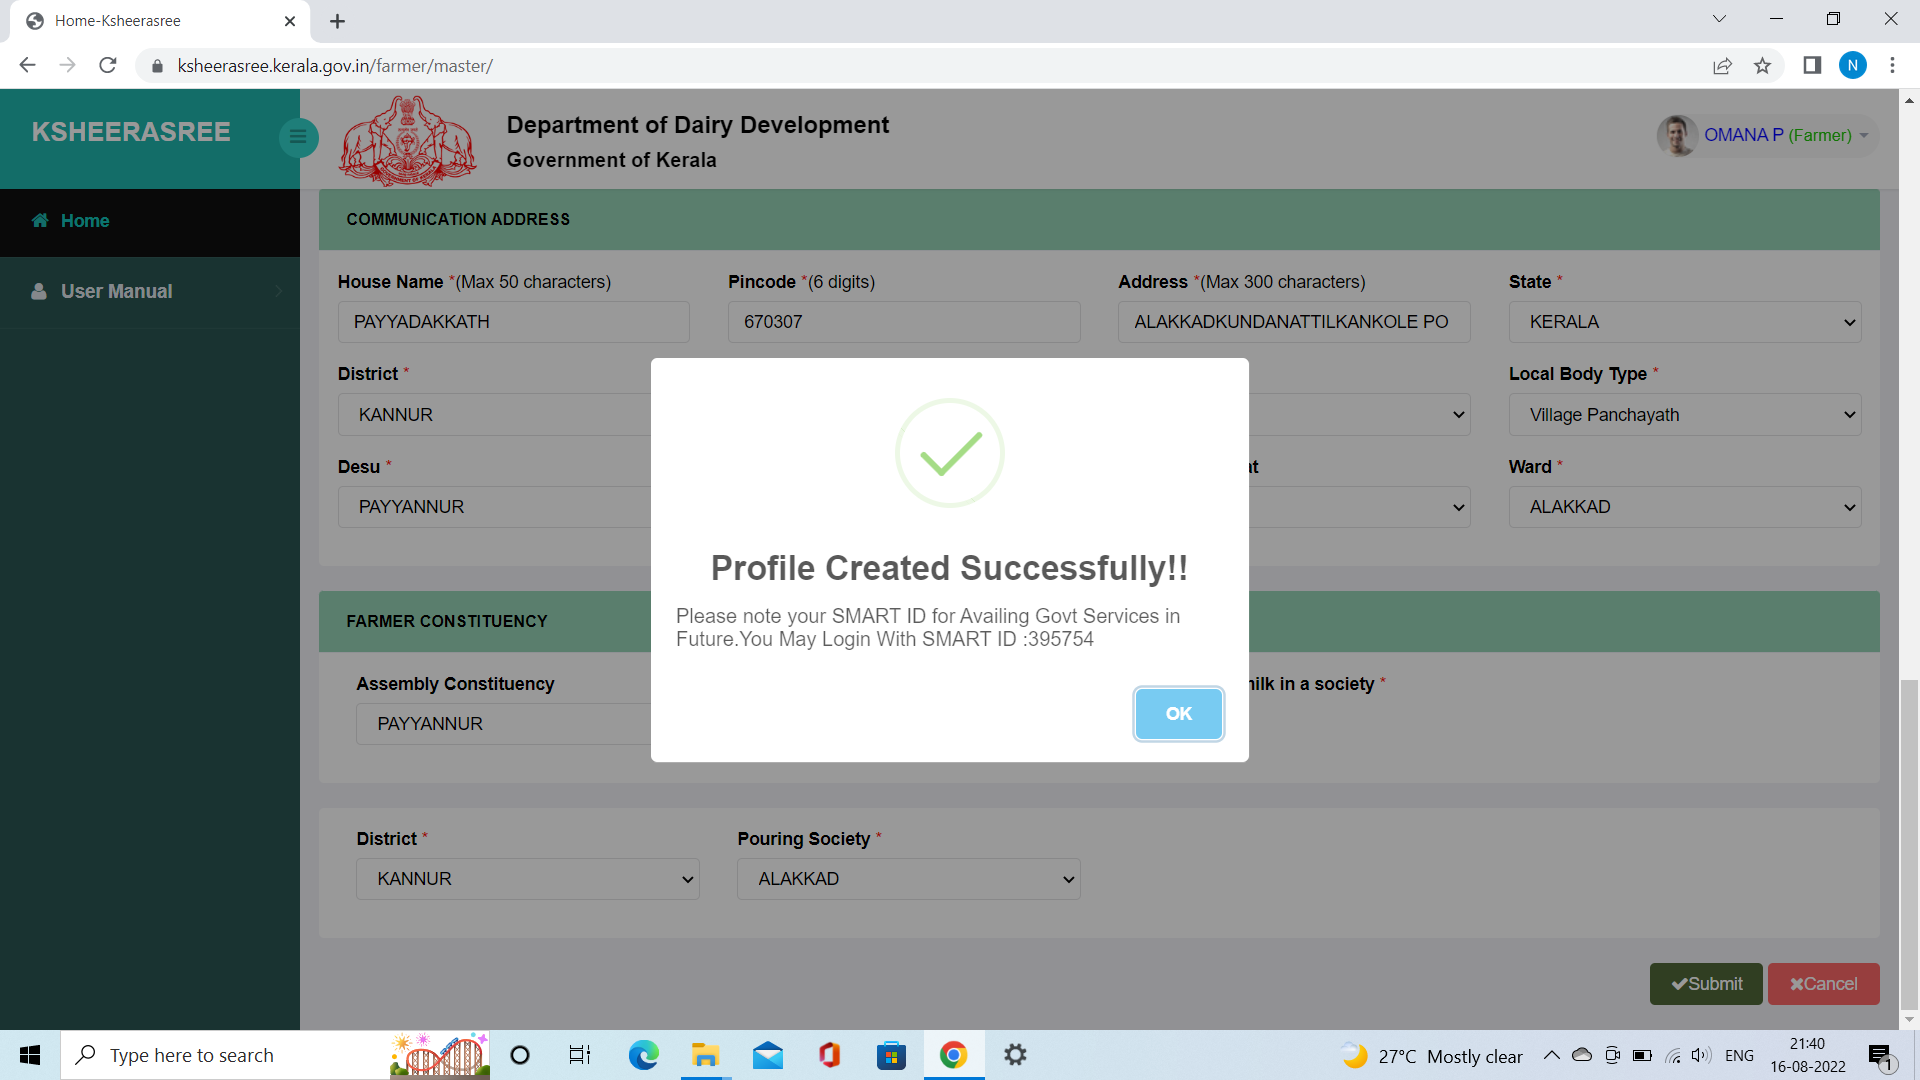 Home-Ksheerasree
ksheerasree.kerala.gov.in/farmer/master/
N
KSHEERASREE
Department of Dairy Development
Government of Kerala
OMANA P (Farmer)
Home
User Manual
COMMUNICATION ADDRESS
House Name *(Max 50 characters) Pincode *(6 digits) Address *(Max 300 characters) State *
PAYYADAKKATH 670307 ALAKKADKUNDANATTILKANKOLE PO KERALA
District * Local Body Type *
KANNUR Village Panchayath
Desu * Ward *
PAYYANNUR ALAKKAD
Profile Created Successfully!!
Please note your SMART ID for Availing Govt Services in
Future.You May Login With SMART ID :395754
OK
FARMER CONSTITUENCY
Assembly Constituency in a society *
PAYYANNUR
District * Pouring Society *
KANNUR ALAKKAD
Submit Cancel
Type here to search
27°C Mostly clear
ENG
21:40
16-08-2022
1